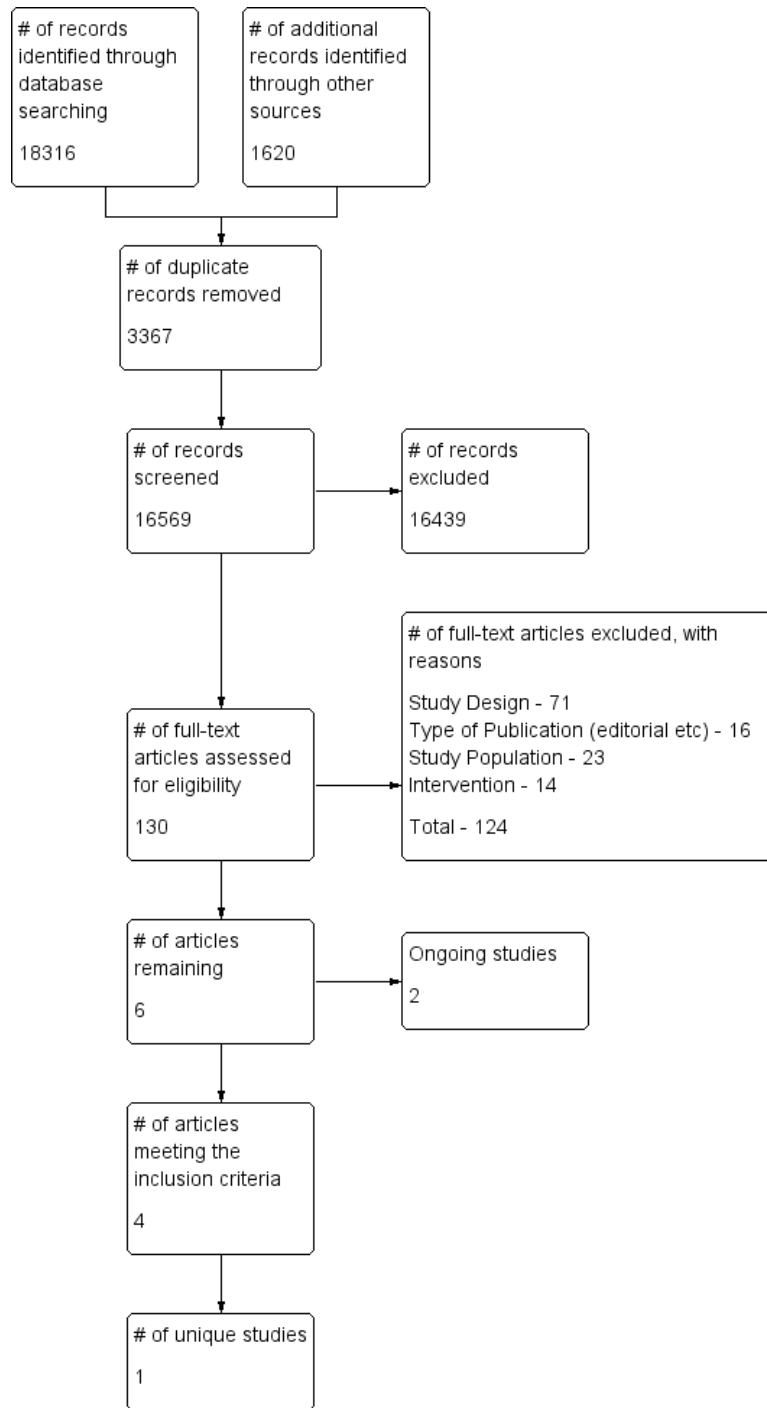 # of records
identified through
database
searching
18316
# of additional
records identified
through other
sources
1620
# of duplicate
records removed
3367
# of records
screened
16569
# of records
excluded
16439
# of full-text articles excluded, with
reasons
Study Design - 71
Type of Publication (editorial etc) - 16
Study Population - 23
Intervention - 14
Total - 124
# of full-text
articles assessed
for eligibility
130
# of articles
remaining
6
Ongoing studies
2
# of articles
meeting the
inclusion criteria
4
# of unique studies
1